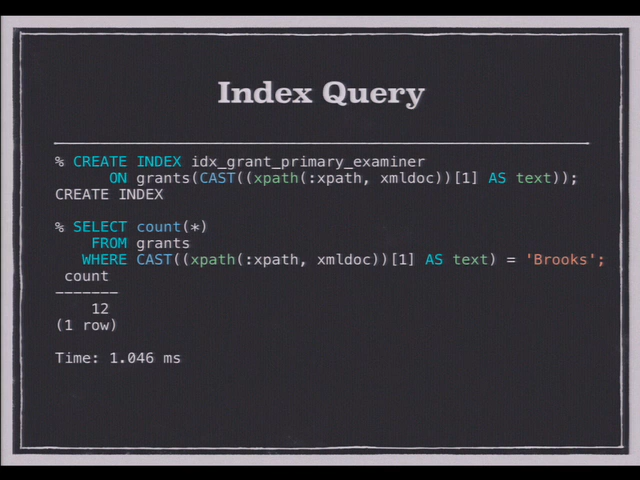 Index Query
% CREATE INDEX idx_grant_primary_examiner
ON grants(CAST((xpath(:xpath, xmldoc))[1] AS text));
CREATE INDEX
% SELECT count(*)
FROM grants
WHERE CAST((xpath(:xpath, xmldoc))[1] AS text) = 'Brooks';
count
-------
12
(1 row)
Time: 1.046 ms